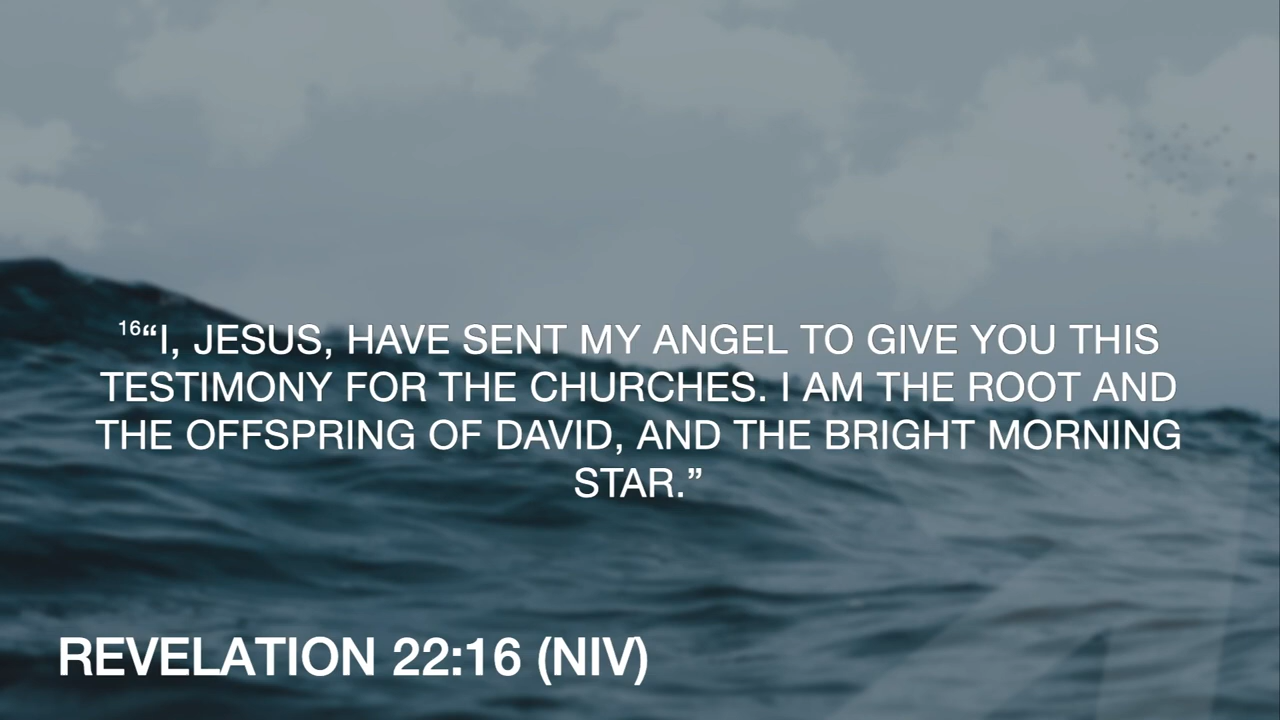 16“I, JESUS, HAVE SENT MY ANGEL TO GIVE YOU THIS
TESTIMONY FOR THE CHURCHES. I AM THE ROOT AND
THE OFFSPRING OF DAVID, AND THE BRIGHT MORNING
STAR.”
REVELATION 22:16 (NIV)